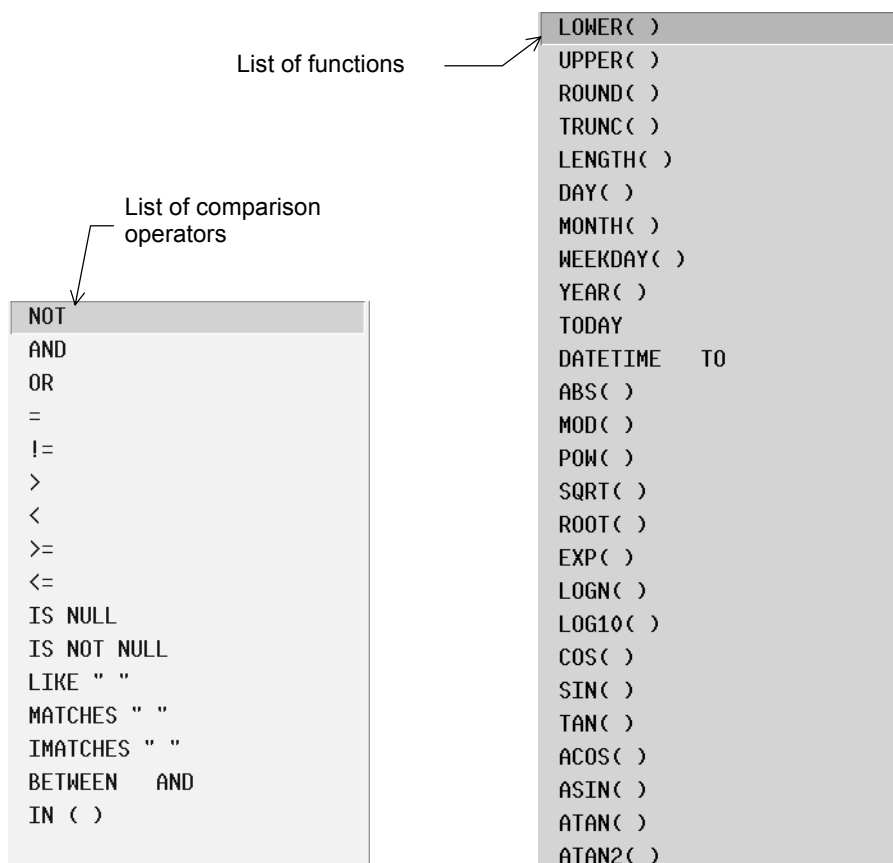 List of functions
List of comparison
operators
NOT
AND
OR
=
!=
>
<
>=
<=
IS NULL
IS NOT NULL
LIKE " "
MATCHES " "
IMATCHES " "
BETWEEN   AND
IN ( )
LOWER( )
UPPER( )
ROUND( )
TRUNC( )
LENGTH( )
DAY( )
MONTH( )
WEEKDAY( )
YEAR( )
TODAY
DATETIME   TO
ABS( )
MOD( )
POW( )
SQRT( )
ROOT( )
EXP( )
LOGN( )
LOG10( )
COS( )
SIN( )
TAN( )
ACOS( )
ASIN( )
ATAN( )
ATAN2( )